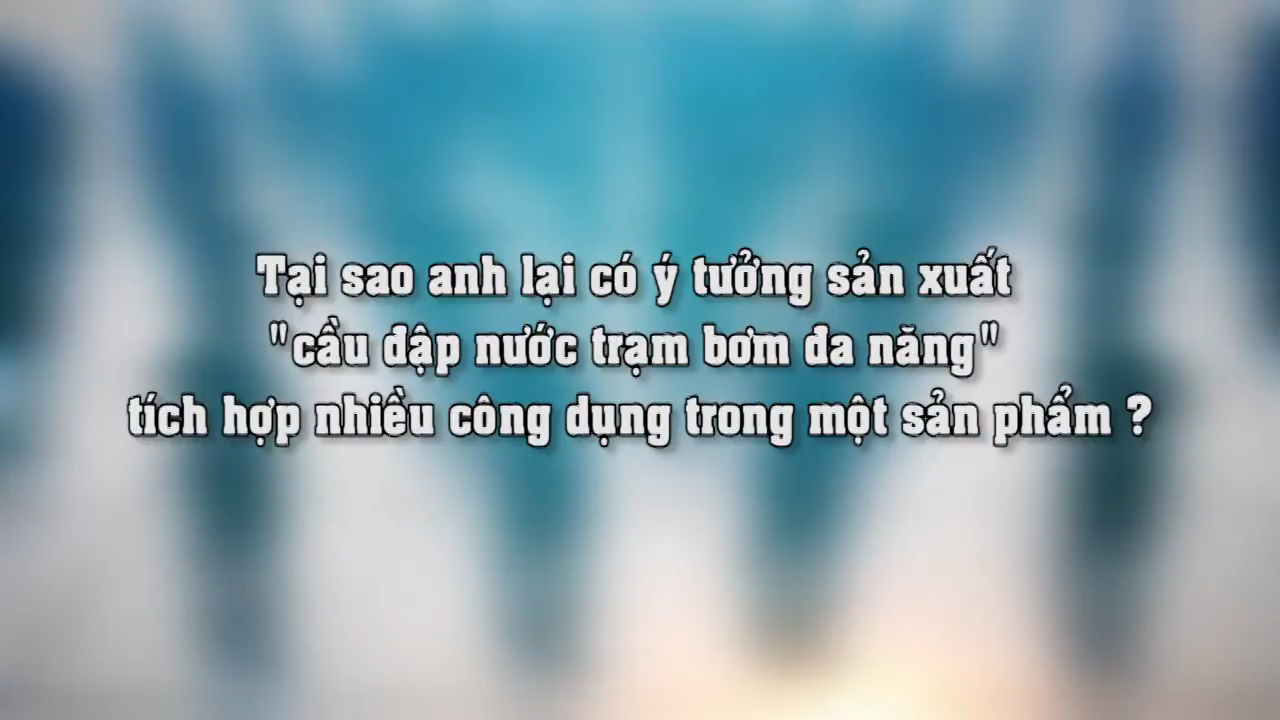 Tại sao anh lại có ý tưởng sản xuất
"cầu đập nước trạm bơm đa năng"
tích hợp nhiều công dụng trong một sản phẩm ?